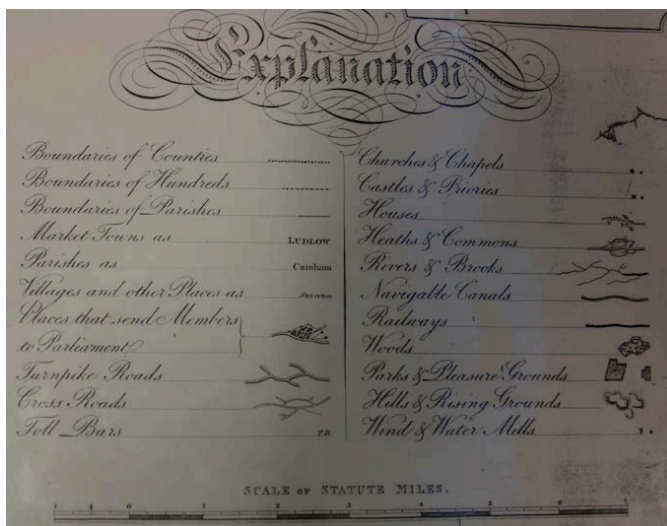 Explanation
Boundaries of Counties
Boundaries of Hundreds
Boundaries of Parishes
Market Towns as LUDLOW
Parishes as Cainham
Villages and other Places as
Places that send Members
to Parliament
Turnpike Roads
Cross Roads
Toll Bars T.B.
Churches & Chapels
Castles & Priories
Houses
Heaths & Commons
Rivers & Brooks
Navigable Canals
Railways
Woods
Parks & Pleasure Grounds
Hills & Rising Grounds
Wind & Water Mills
SCALE OF STATUTE MILES.